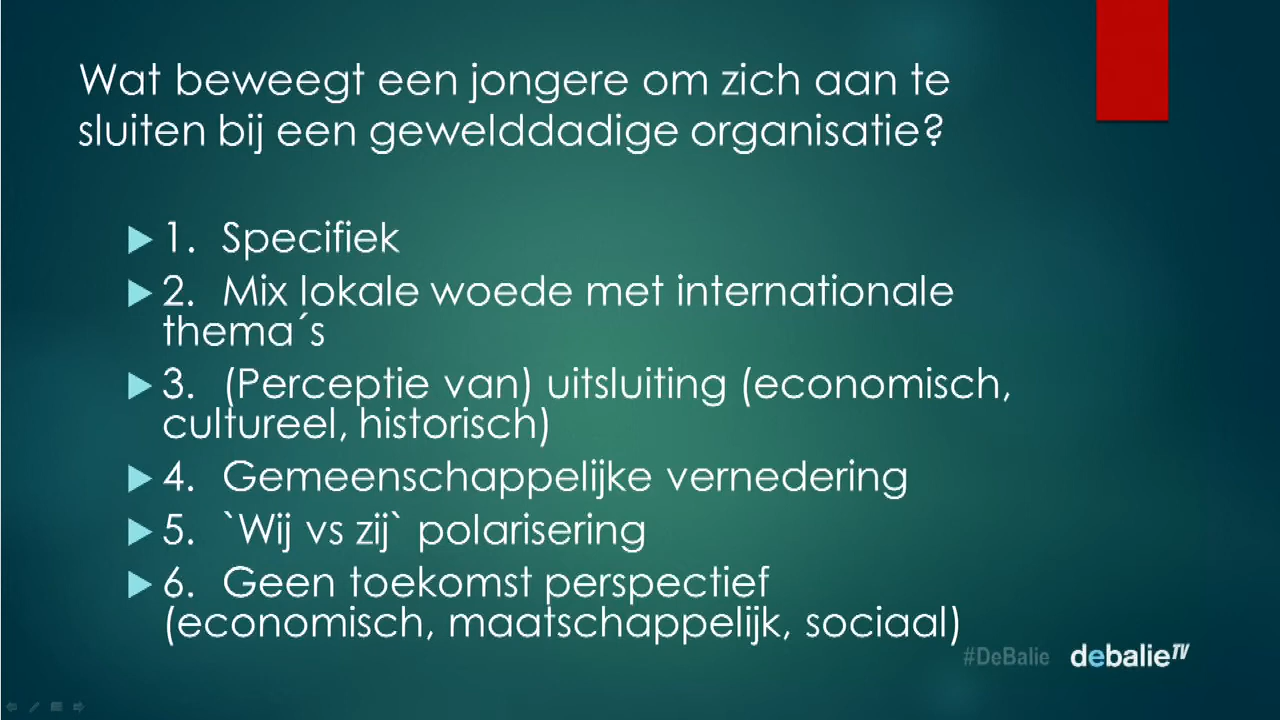 Wat beweegt een jongere om zich aan te
sluiten bij een gewelddadige organisatie?
1. Specifiek
2. Mix lokale woede met internationale
thema´s
3. (Perceptie van) uitsluiting (economisch,
cultureel, historisch)
4. Gemeenschappelijke vernedering
5. `Wij vs zij` polarisering
6. Geen toekomst perspectief
(economisch, maatschappelijk, sociaal)
#DeBalie debalieTV